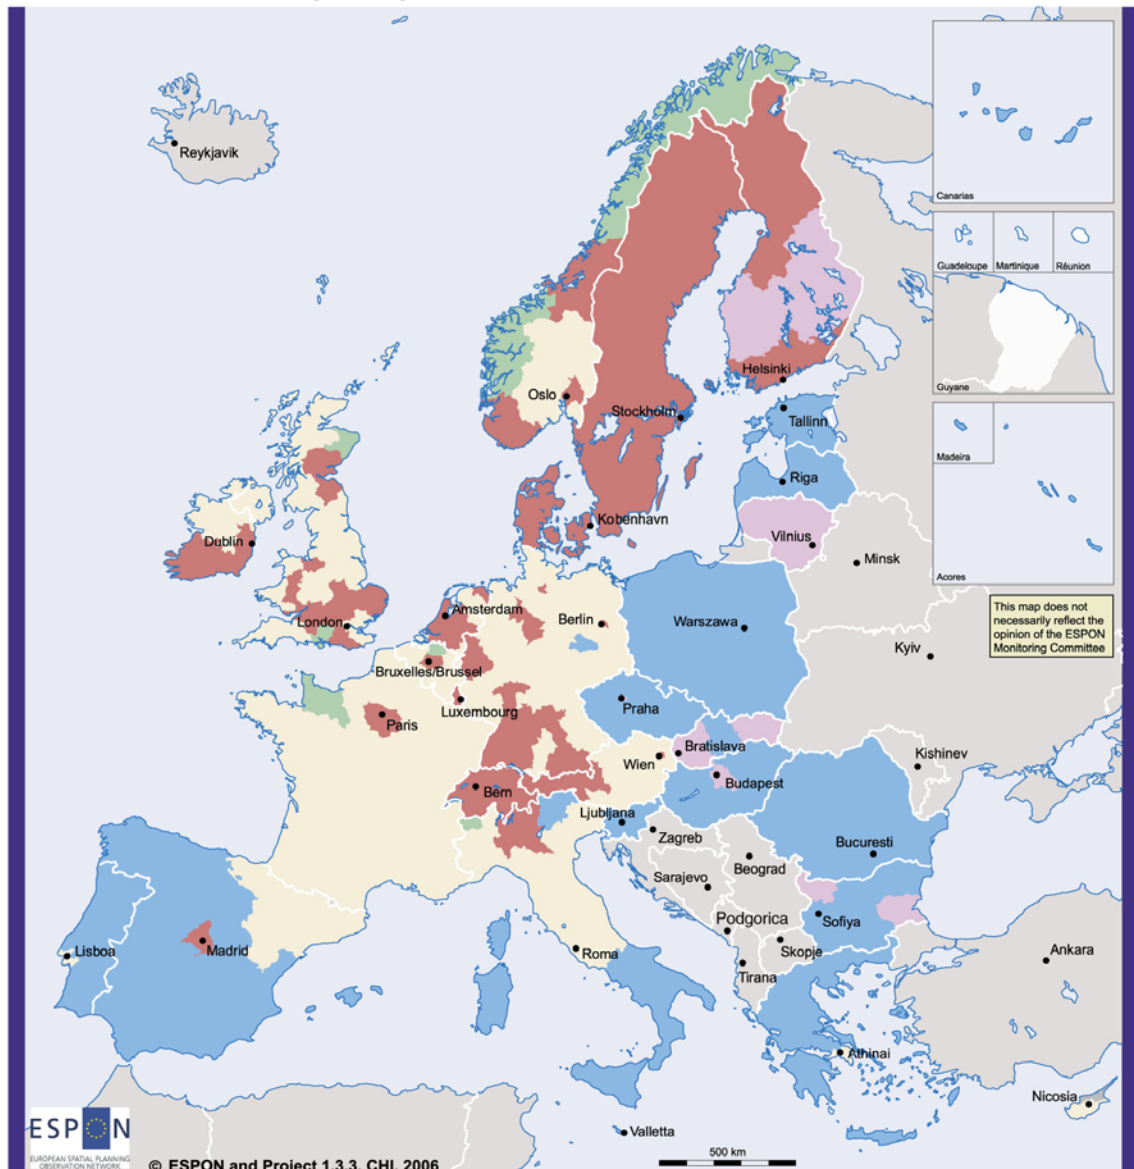 Reykjavik
Canarias
Guadeloupe
Martinique
Réunion
Guyane
Oslo
Helsinki
Stockholm
Tallinn
Madeira
Riga
Kobenhavn
Vilnius
Dublin
Minsk
Acores
This map does not
necessarily reflect the
opinion of the ESPON
Monitoring Committee
Amsterdam
London
Berlin
Warszawa
Kyiv
Bruxelles/Brussel
Luxembourg
Praha
Paris
Bratislava
Kishinev
Wien
Budapest
Bern
Ljubljana
Zagreb
Bucuresti
Beograd
Sarajevo
Podgorica
Sofiya
Madrid
Lisboa
Roma
Skopje
Ankara
Tirana
Athinai
Nicosia
Valletta
ESPON
EUROPEAN SPATIAL PLANNING
OBSERVATION NETWORK
© ESPON and Project 1.3.3, CHL 2006
500 km